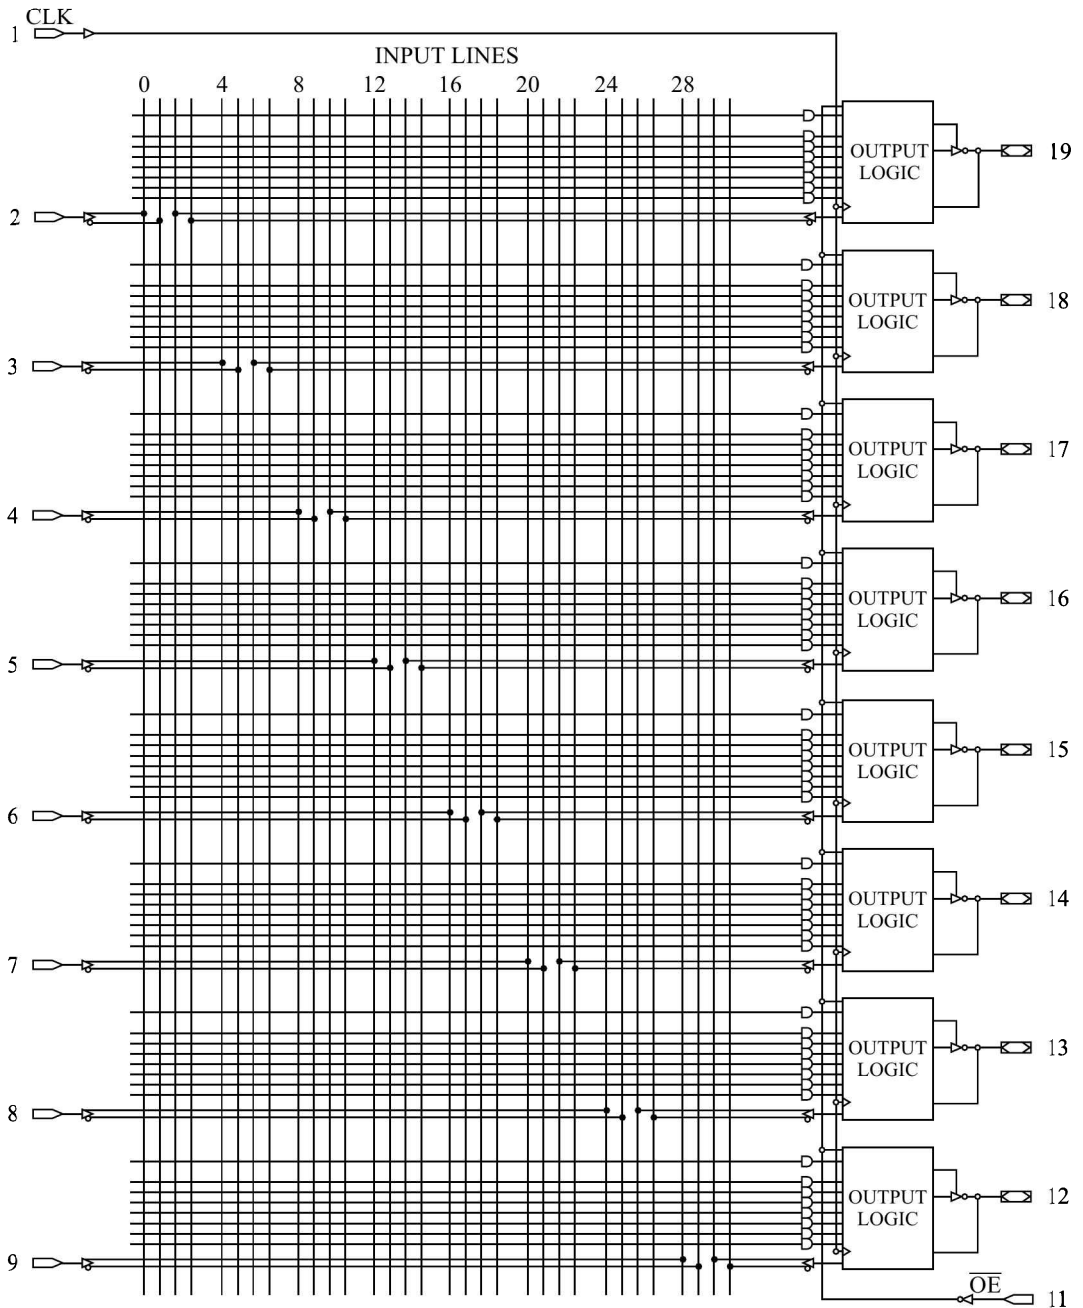 CLK
1
INPUT LINES
0 4 8 12 16 20 24 28
OUTPUT
LOGIC
19
2
OUTPUT
LOGIC
18
3
OUTPUT
LOGIC
17
4
OUTPUT
LOGIC
16
5
OUTPUT
LOGIC
15
6
OUTPUT
LOGIC
14
7
OUTPUT
LOGIC
13
8
OUTPUT
LOGIC
12
9
OE
11